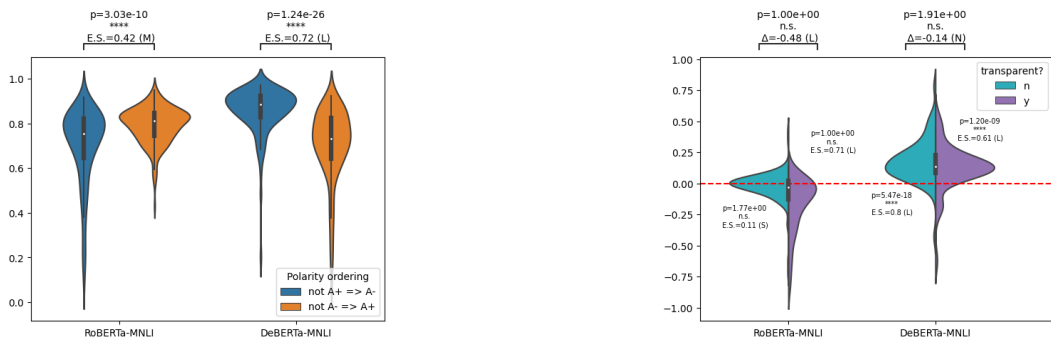 p=3.03e-10
****
E.S.=0.42 (M)
p=1.24e-26
****
E.S.=0.72 (L)
1.0
0.8
0.6
0.4
0.2
0.0
Polarity ordering
not A+ => A-
not A- => A+
RoBERTa-MNLI
DeBERTa-MNLI
p=1.00e+00
n.s.
Δ=-0.48 (L)
p=1.91e+00
n.s.
Δ=-0.14 (N)
1.00
0.75
0.50
0.25
0.00
−0.25
−0.50
−0.75
−1.00
transparent?
n
y
p=1.00e+00
n.s.
E.S.=0.71 (L)
p=1.20e-09
****
E.S.=0.61 (L)
p=1.77e+00
n.s.
E.S.=0.11 (S)
p=5.47e-18
****
E.S.=0.8 (L)
RoBERTa-MNLI
DeBERTa-MNLI